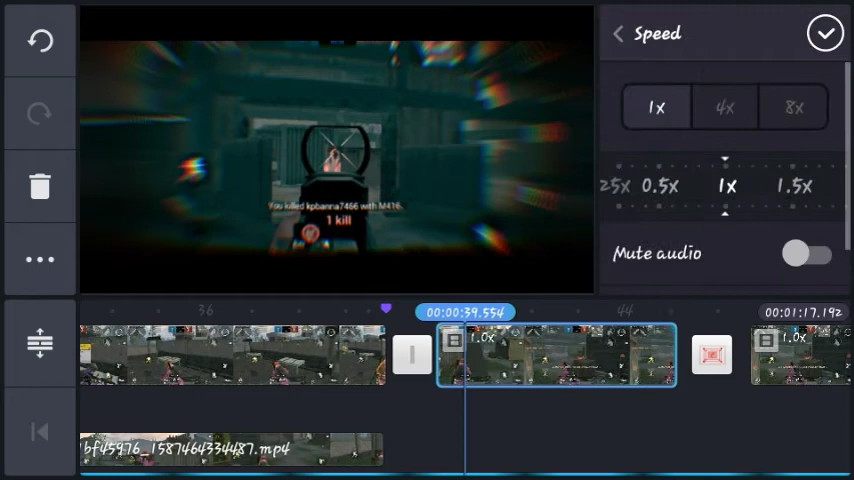 Speed
1x
4x
8x
You killed kpbanna7466 with M416
1 kill
25x 0.5x 1x 1.5x
Mute audio
36
00:00:39.554
44
00:01:17.192
1.0x
1.0x
bf45976_1587464334487.mp4